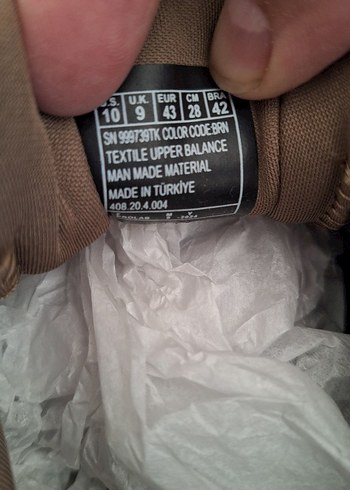 U.S. U.K. EUR CM BRA
10 9 43 28 42
SN 999739TK COLOR CODE:BRN
TEXTILE UPPER BALANCE
MAN MADE MATERIAL
MADE IN TÜRKİYE
408.20.4.004